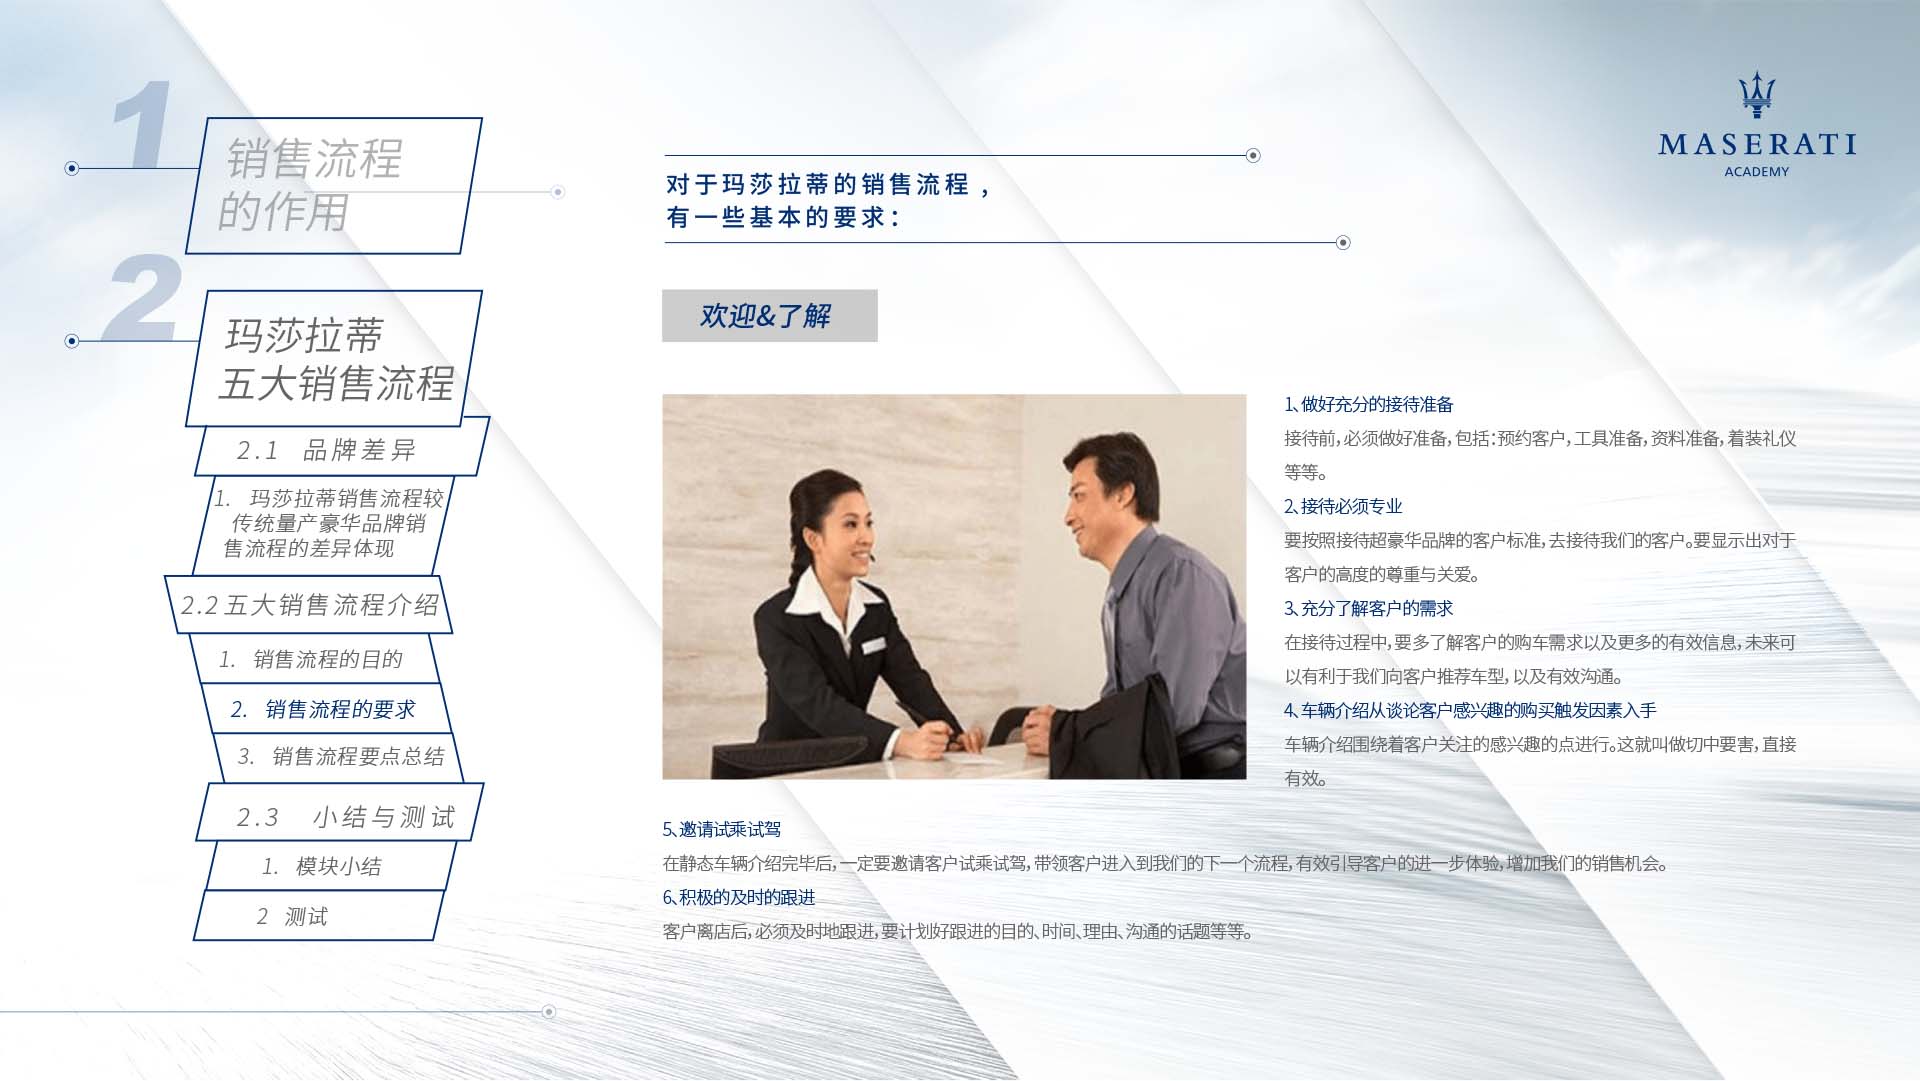 1
销售流程
的作用
2
玛莎拉蒂
五大销售流程
2.1 品牌差异
1. 玛莎拉蒂销售流程较
传统量产豪华品牌销
售流程的差异体现
2.2五大销售流程介绍
1. 销售流程的目的
2. 销售流程的要求
3. 销售流程要点总结
2.3 小结与测试
1. 模块小结
2 测试
MASERATI
ACADEMY
对于玛莎拉蒂的销售流程，
有一些基本的要求：
欢迎&了解
1、做好充分的接待准备
接待前，必须做好准备，包括：预约客户，工具准备，资料准备，着装礼仪
等等。
2、接待必须专业
要按照接待超豪华品牌的客户标准，去接待我们的客户。要显示出对于
客户的高度的尊重与关爱。
3、充分了解客户的需求
在接待过程中，要多了解客户的购车需求以及更多的有效信息，未来可
以有利于我们向客户推荐车型，以及有效沟通。
4、车辆介绍从谈论客户感兴趣的购买触发因素入手
车辆介绍围绕着客户关注的感兴趣的点进行。这就叫做切中要害，直接
有效。
5、邀请试乘试驾
在静态车辆介绍完毕后，一定要邀请客户试乘试驾，带领客户进入到我们的下一个流程，有效引导客户的进一步体验，增加我们的销售机会。
6、积极的及时的跟进
客户离店后，必须及时地跟进，要计划好跟进的目的、时间、理由、沟通的话题等等。